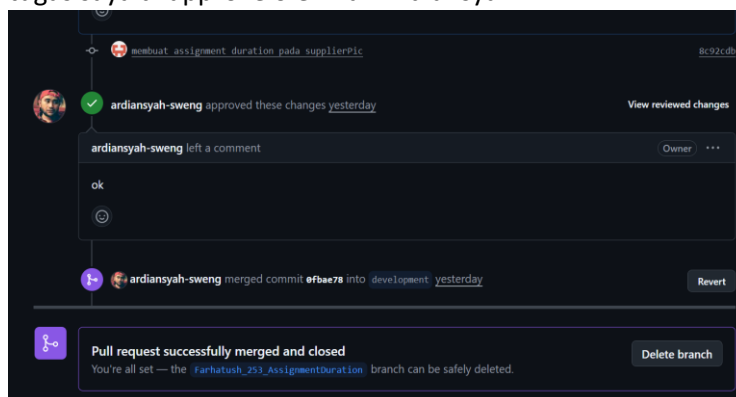 membuat assignment duration pada supplierPic 8c92cdb
ardiansyah-sweng approved these changes yesterday View reviewed changes
ardiansyah-sweng left a comment Owner ...
ok
ardiansyah-sweng merged commit 0fbae78 into development yesterday Revert
Pull request successfully merged and closed Delete branch
You're all set — the Farhatush_253_AssignmentDuration branch can be safely deleted.